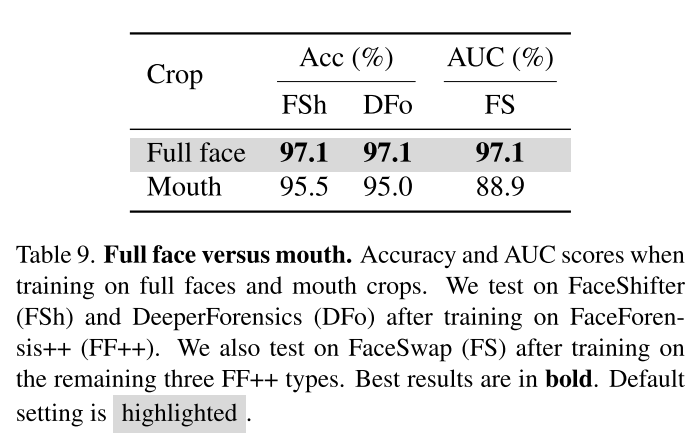 Crop Acc (%) AUC (%)
FSh DFo FS
Full face 97.1 97.1 97.1
Mouth 95.5 95.0 88.9
Table 9. Full face versus mouth. Accuracy and AUC scores when
training on full faces and mouth crops. We test on FaceShifter
(FSh) and DeeperForensics (DFo) after training on FaceForen-
sis++ (FF++). We also test on FaceSwap (FS) after training on
the remaining three FF++ types. Best results are in bold. Default
setting is highlighted .